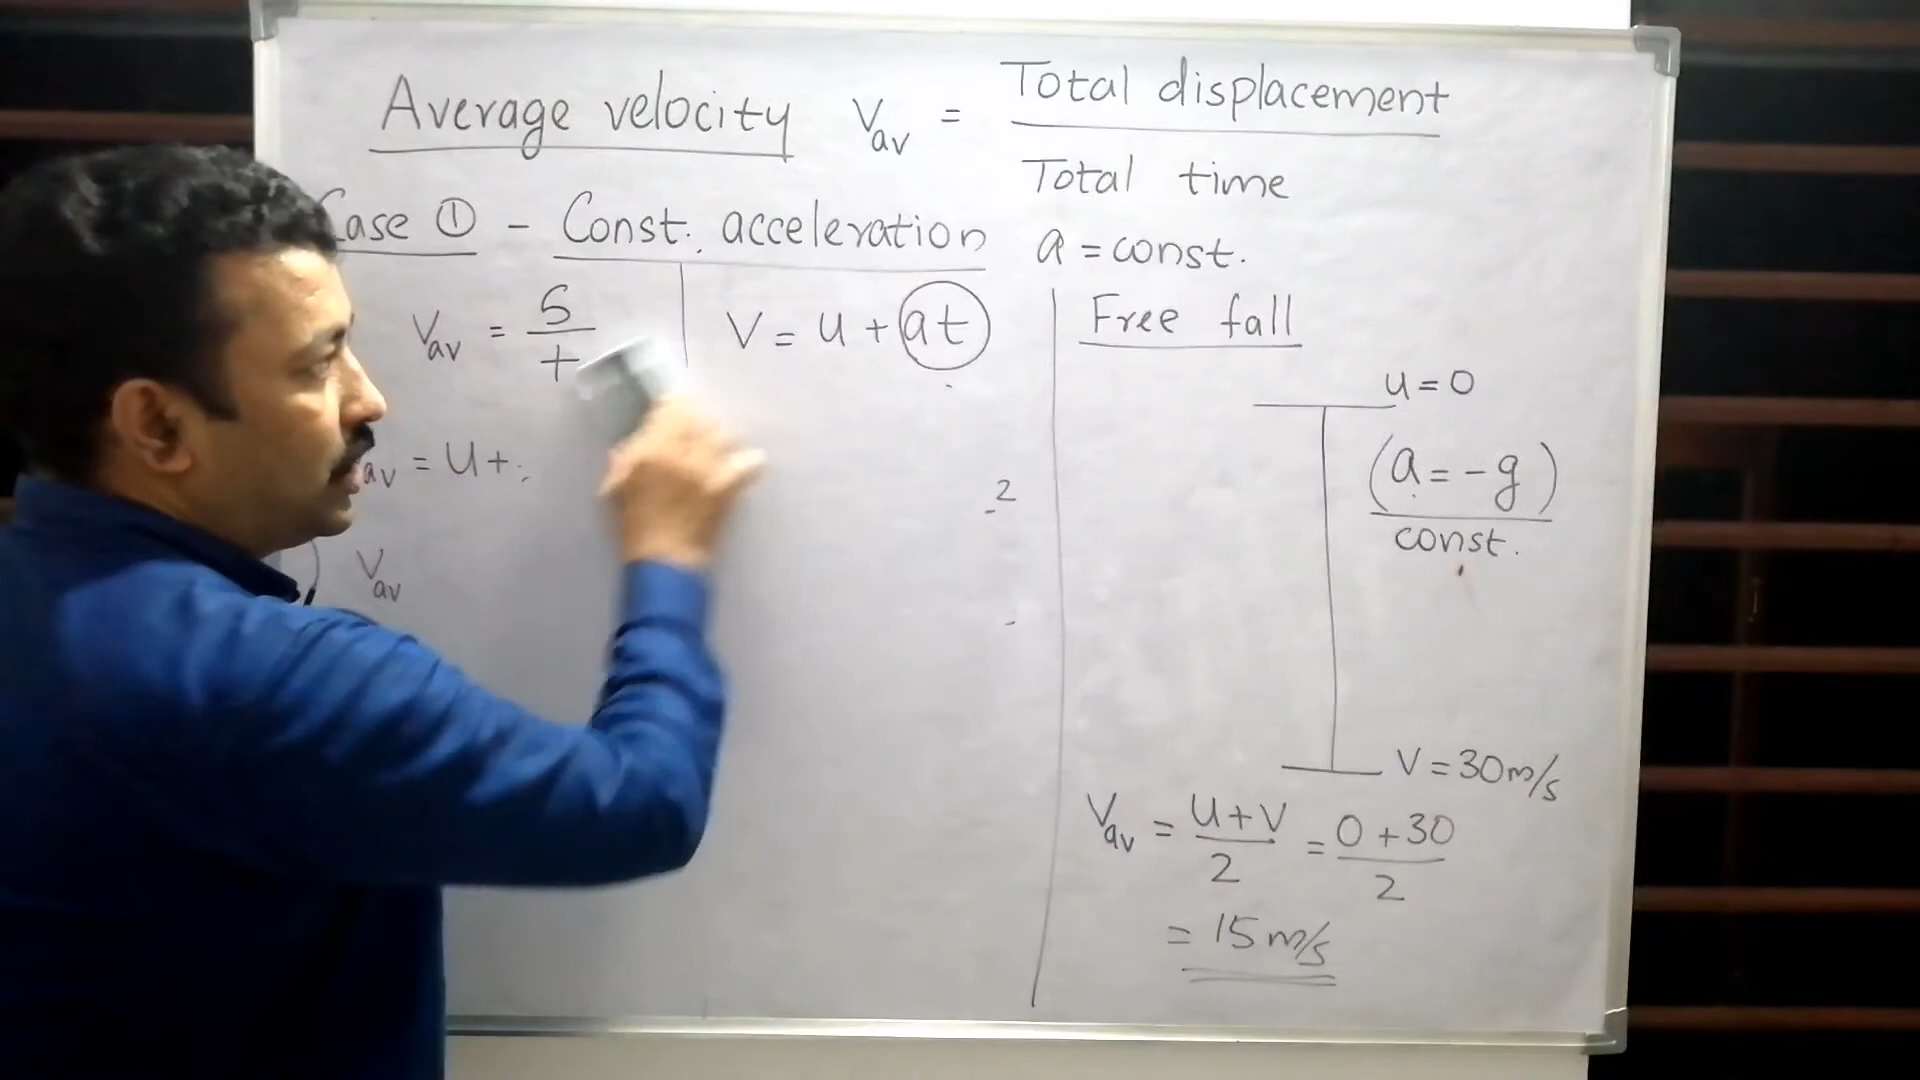 Average velocity Vav = Total displacement
Total time
Case ① - Const. acceleration a = const.
Vav = S/t
V = u + at
av = u+
2
Vav
Free fall
u = 0
(a = -g)
const.
V = 30 m/s
Vav = u+v/2 = 0+30/2
= 15 m/s